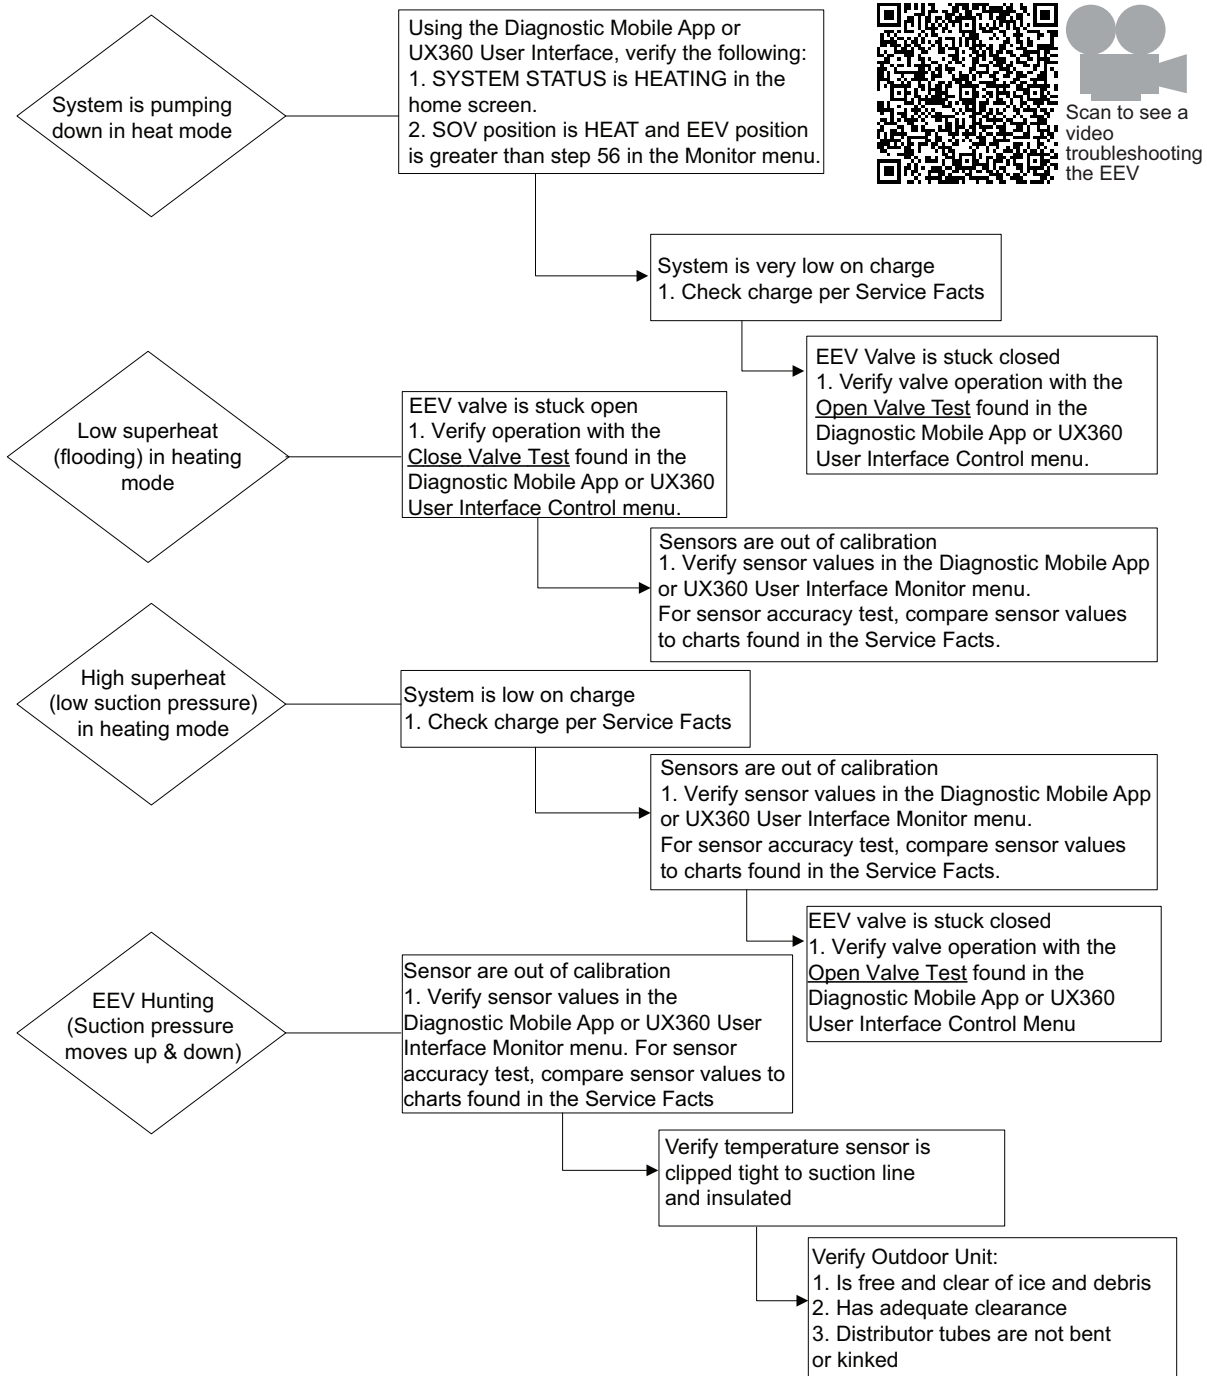 System is pumping
down in heat mode
Using the Diagnostic Mobile App or
UX360 User Interface, verify the following:
1. SYSTEM STATUS is HEATING in the
home screen.
2. SOV position is HEAT and EEV position
is greater than step 56 in the Monitor menu.
Scan to see a
video
troubleshooting
the EEV
System is very low on charge
1. Check charge per Service Facts
EEV Valve is stuck closed
1. Verify valve operation with the
Open Valve Test found in the
Diagnostic Mobile App or UX360
User Interface Control menu.
Low superheat
(flooding) in heating
mode
EEV valve is stuck open
1. Verify operation with the
Close Valve Test found in the
Diagnostic Mobile App or UX360
User Interface Control menu.
Sensors are out of calibration
1. Verify sensor values in the Diagnostic Mobile App
or UX360 User Interface Monitor menu.
For sensor accuracy test, compare sensor values
to charts found in the Service Facts.
High superheat
(low suction pressure)
in heating mode
System is low on charge
1. Check charge per Service Facts
Sensors are out of calibration
1. Verify sensor values in the Diagnostic Mobile App
or UX360 User Interface Monitor menu.
For sensor accuracy test, compare sensor values
to charts found in the Service Facts.
EEV valve is stuck closed
1. Verify valve operation with the
Open Valve Test found in the
Diagnostic Mobile App or UX360
User Interface Control Menu
EEV Hunting
(Suction pressure
moves up & down)
Sensor are out of calibration
1. Verify sensor values in the
Diagnostic Mobile App or UX360 User
Interface Monitor menu. For sensor
accuracy test, compare sensor values to
charts found in the Service Facts
Verify temperature sensor is
clipped tight to suction line
and insulated
Verify Outdoor Unit:
1. Is free and clear of ice and debris
2. Has adequate clearance
3. Distributor tubes are not bent
or kinked